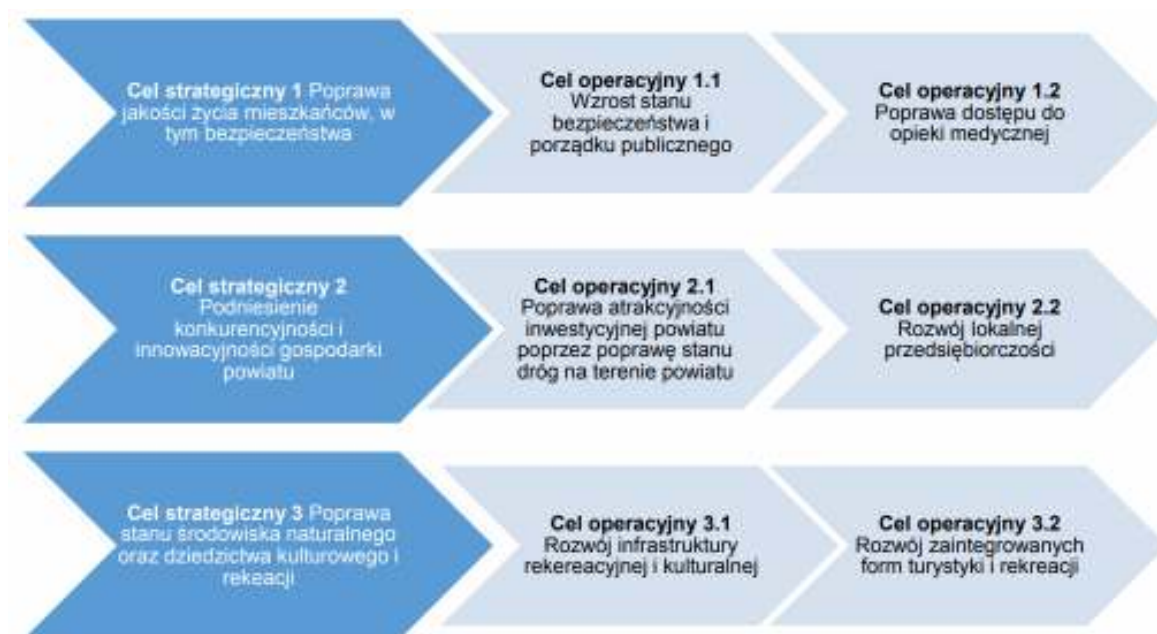 Cel strategiczny 1 Poprawa
jakości życia mieszkańców, w
tym bezpieczeństwa
Cel operacyjny 1.1
Wzrost stanu
bezpieczeństwa i
porządku publicznego
Cel operacyjny 1.2
Poprawa dostępu do
opieki medycznej
Cel strategiczny 2
Podniesienie
konkurencyjności i
innowacyjności gospodarki
powiatu
Cel operacyjny 2.1
Poprawa atrakcyjności
inwestycyjnej powiatu
poprzez poprawę stanu
dróg na terenie powiatu
Cel operacyjny 2.2
Rozwój lokalnej
przedsiębiorczości
Cel strategiczny 3 Poprawa
stanu środowiska naturalnego
oraz dziedzictwa kulturowego i
rekeacji
Cel operacyjny 3.1
Rozwój infrastruktury
rekereacyjnej i kulturalnej
Cel operacyjny 3.2
Rozwój zaintegrowanych
form turystyki i rekreacji